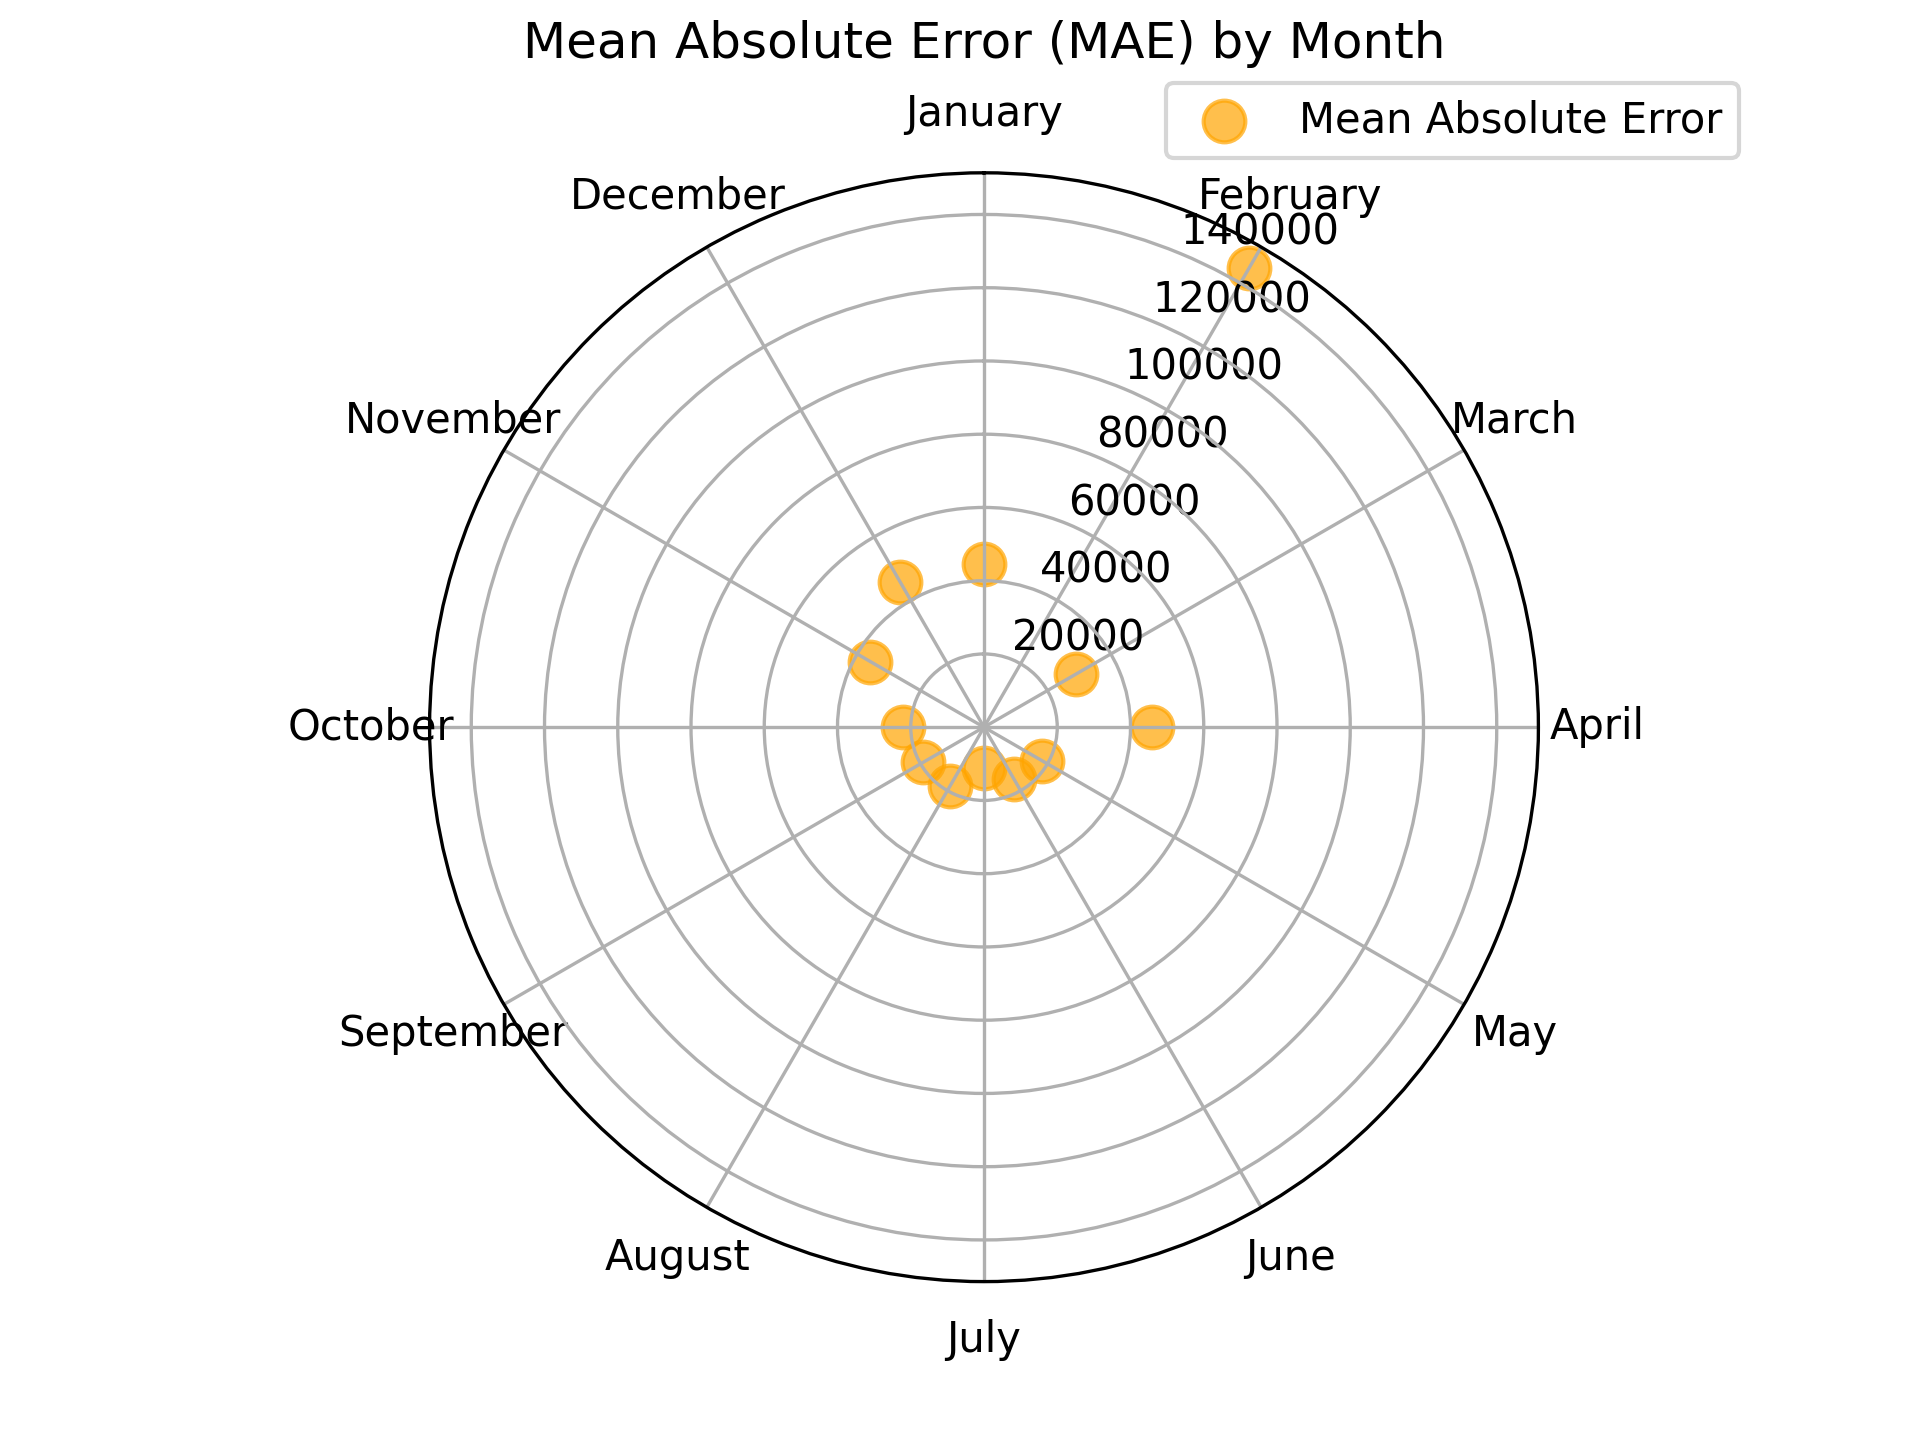 Mean Absolute Error (MAE) by Month
January
Mean Absolute Error
December
February
140000
120000
100000
November
March
80000
60000
40000
20000
October
April
September
May
August
June
July